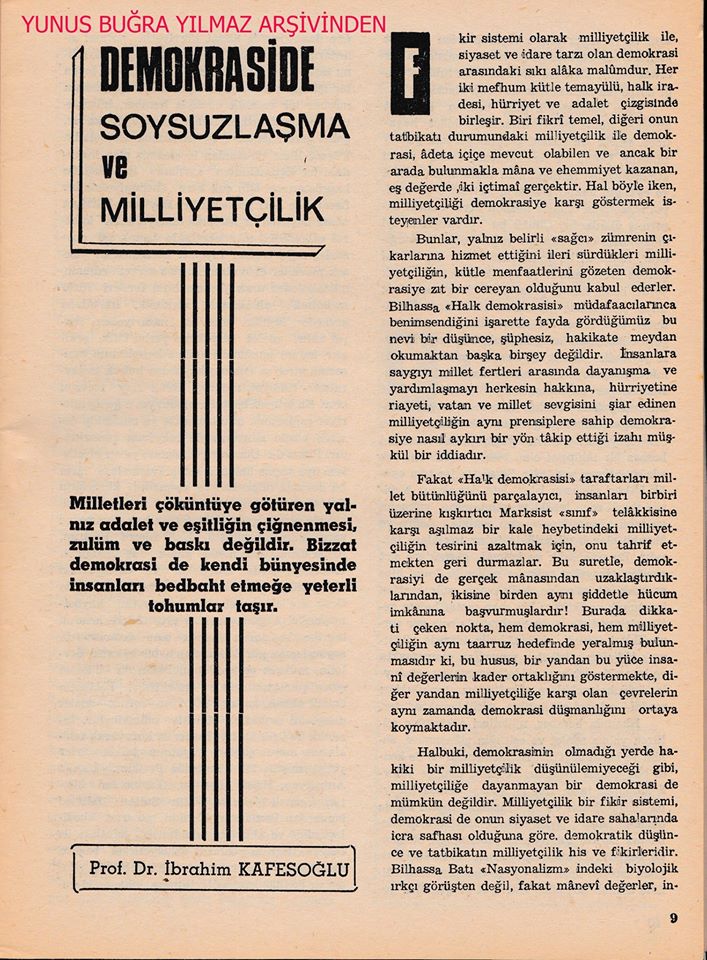 YUNUS BUĞRA YILMAZ ARŞİVİNDEN
DEMOKRASİDE
SOYSUZLAŞMA
ve
MİLLİYETÇİLİK
Milletleri çöküntüye götüren yal-
nız adalet ve eşitliğin çiğnenmesi,
zulüm ve baskı değildir. Bizzat
demokrasi de kendi bünyesinde
insanları bedbaht etmeğe yeterli
tohumlar taşır.
Prof. Dr. İbrahim KAFESOĞLU
Fikir sistemi olarak milliyetçilik ile,
siyaset ve idare tarzı olan demokrasi
arasındaki sıkı alâka malûmdur. Her
iki mefhum kütle temayülü, halk ira-
desi, hürriyet ve adalet çizgisinde
birleşir. Biri fikrî temel, diğeri onun
tatbikatı durumundaki milliyetçilik ile demok-
rasi, âdeta içiçe mevcut olabilen ve ancak bir
arada bulunmakla mâna ve ehemmiyet kazanan,
eş değerde iki içtimaî gerçektir. Hal böyle iken,
milliyetçiliği demokrasiye karşı göstermek is-
teyenler vardır.
Bunlar, yalnız belirli «sağcı» zümrenin çı-
karlarına hizmet ettiğini ileri sürdükleri milli-
yetçiliğin, kütle menfaatlerini gözeten demok-
rasiye zıt bir cereyan olduğunu kabul ederler.
Bilhassa «Halk demokrasisi» müdafaacılarınca
benimsendiğini işarette fayda gördüğümüz bu
nevi bir düşünce, şüphesiz, hakikate meydan
okumaktan başka birşey değildir. İnsanlara
saygıyı millet fertleri arasında dayanışma ve
yardımlaşmayı herkesin hakkına, hürriyetine
riayeti, vatan ve millet sevgisini şiar edinen
milliyetçiliğin aynı prensiplere sahip demokra-
siye nasıl aykırı bir yön tâkip ettiği izahı müş-
kül bir iddiadır.
Fakat «Halk demokrasisi» taraftarları mil-
let bütünlüğünü parçalayıcı, insanları birbiri
üzerine kışkırtıcı Marksist «sınıf» telâkkisine
karşı aşılmaz bir kale heybetindeki milliyet-
çiliğin tesirini azaltmak için, onu tahrif et-
mekten geri durmazlar. Bu suretle, demok-
rasiyi de gerçek mânasından uzaklaştırdık-
larından, ikisine birden aynı şiddetle hücum
imkânına başvurmuşlardır! Burada dikka-
ti çeken nokta, hem demokrasi, hem milliyet-
çiliğin aynı taarruz hedefinde yeralmış bulun-
masıdır ki, bu husus, bir yandan bu yüce insa-
nî değerlerin kader ortaklığını göstermekte, di-
ğer yandan milliyetçiliğe karşı olan çevrelerin
aynı zamanda demokrasi düşmanlığını ortaya
koymaktadır.
Halbuki, demokrasinin olmadığı yerde ha-
kiki bir milliyetçilik düşünülemiyeceği gibi,
milliyetçiliğe dayanmayan bir demokrasi de
mümkün değildir. Milliyetçilik bir fikir sistemi,
demokrasi de onun siyaset ve idare sahalarında
icra safhası olduğuna göre. demokratik düşün-
ce ve tatbikatın milliyetçilik his ve fikirleridir.
Bilhassa Batı «Nasyonalizm» indeki biyolojik
ırkçı görüşten değil, fakat mânevî değerler, in-
9